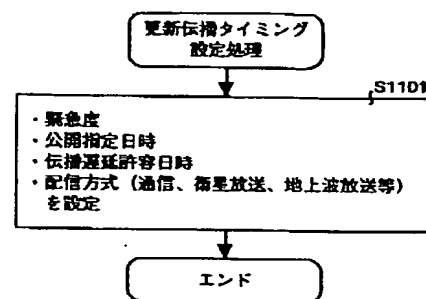 更新伝播タイミング
設定処理
S11D1
・緊急度
・公開指定日時
・伝播遅延許容日時
・配信方式（通信、衛星放送、地上波放送等）
を設定
エンド